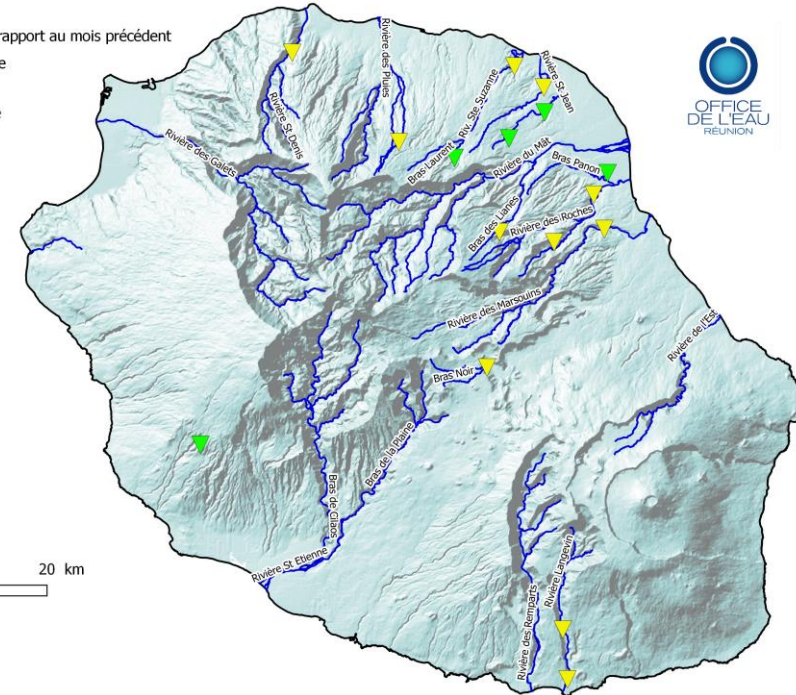 rapport au mois précédent
e
e
OFFICE
DE L'EAU
RÉUNION
Rivière des Pluies
Rivière St Denis
Riv. Ste Suzanne
Rivière St Jean
Bras Laurent
Rivière des Galets
Rivière du Mât
Bras Panon
Bras des Lianes
Rivière des Roches
Rivière des Marsouins
Rivière de l'Est
Bras Noir
Bras de la Plaine
Bras de Cilaos
Rivière St Etienne
20 km
Rivière Langevin
Rivière des Remparts